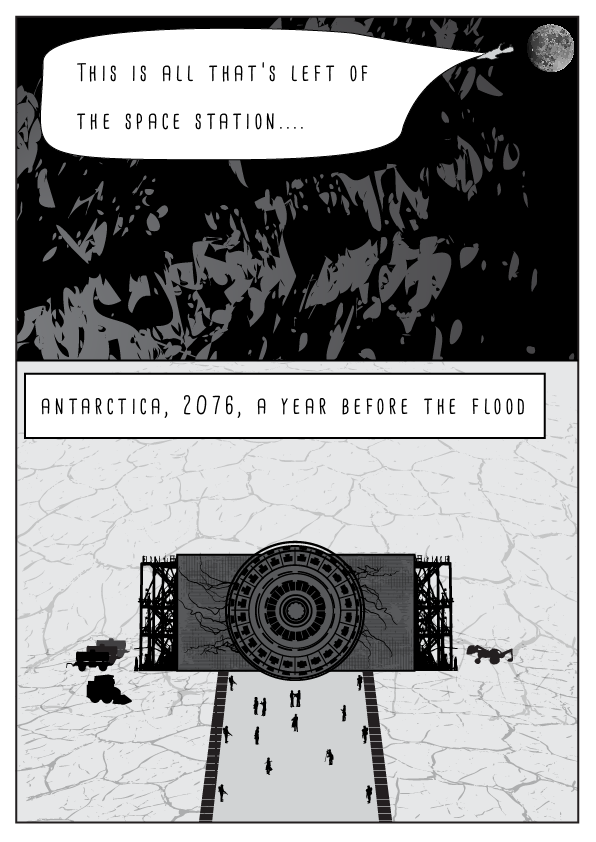 This is all that's left of
the space station....
Antarctica, 2076, a year before the flood